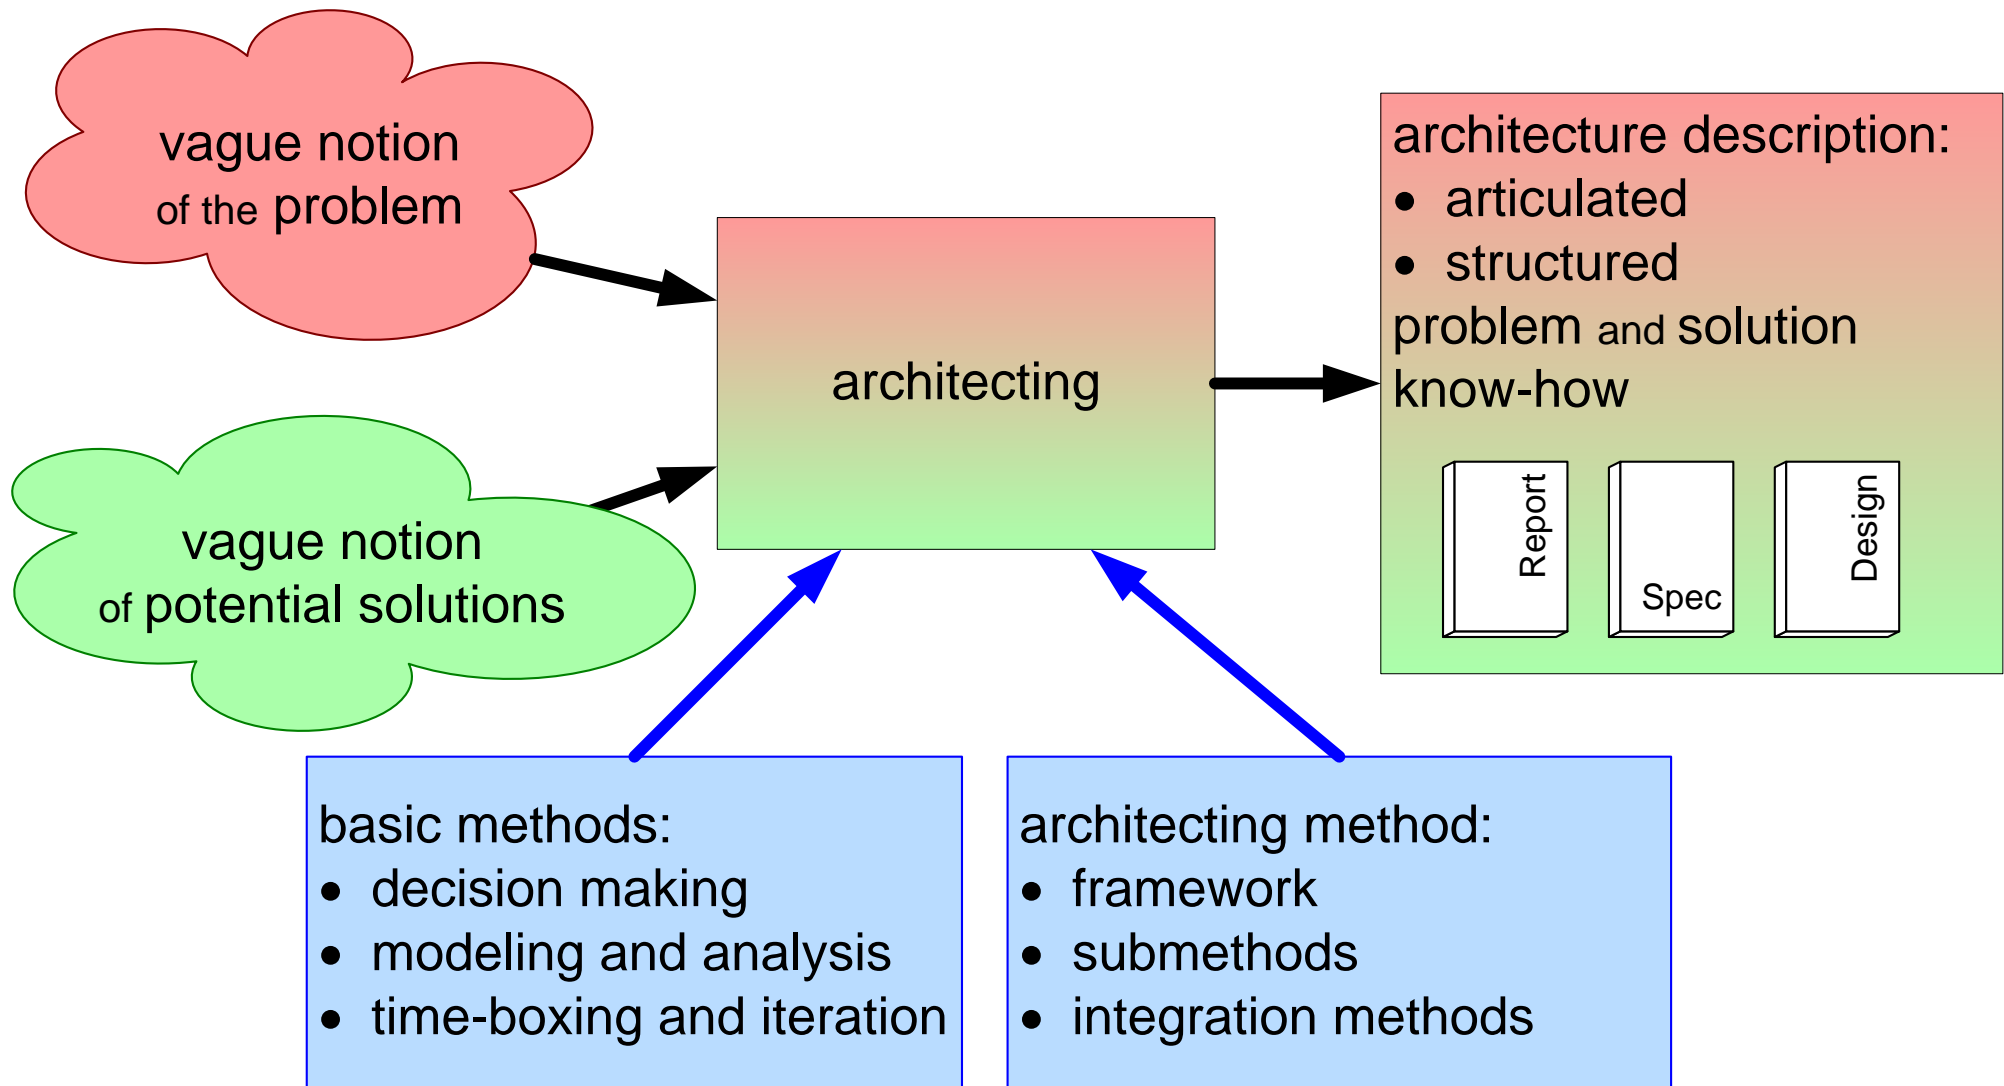 vague notion
of the problem
vague notion
of potential solutions
architecting
architecture description:
• articulated
• structured
problem and solution
know-how
Report
Spec
Design
basic methods:
• decision making
• modeling and analysis
• time-boxing and iteration
architecting method:
• framework
• submethods
• integration methods